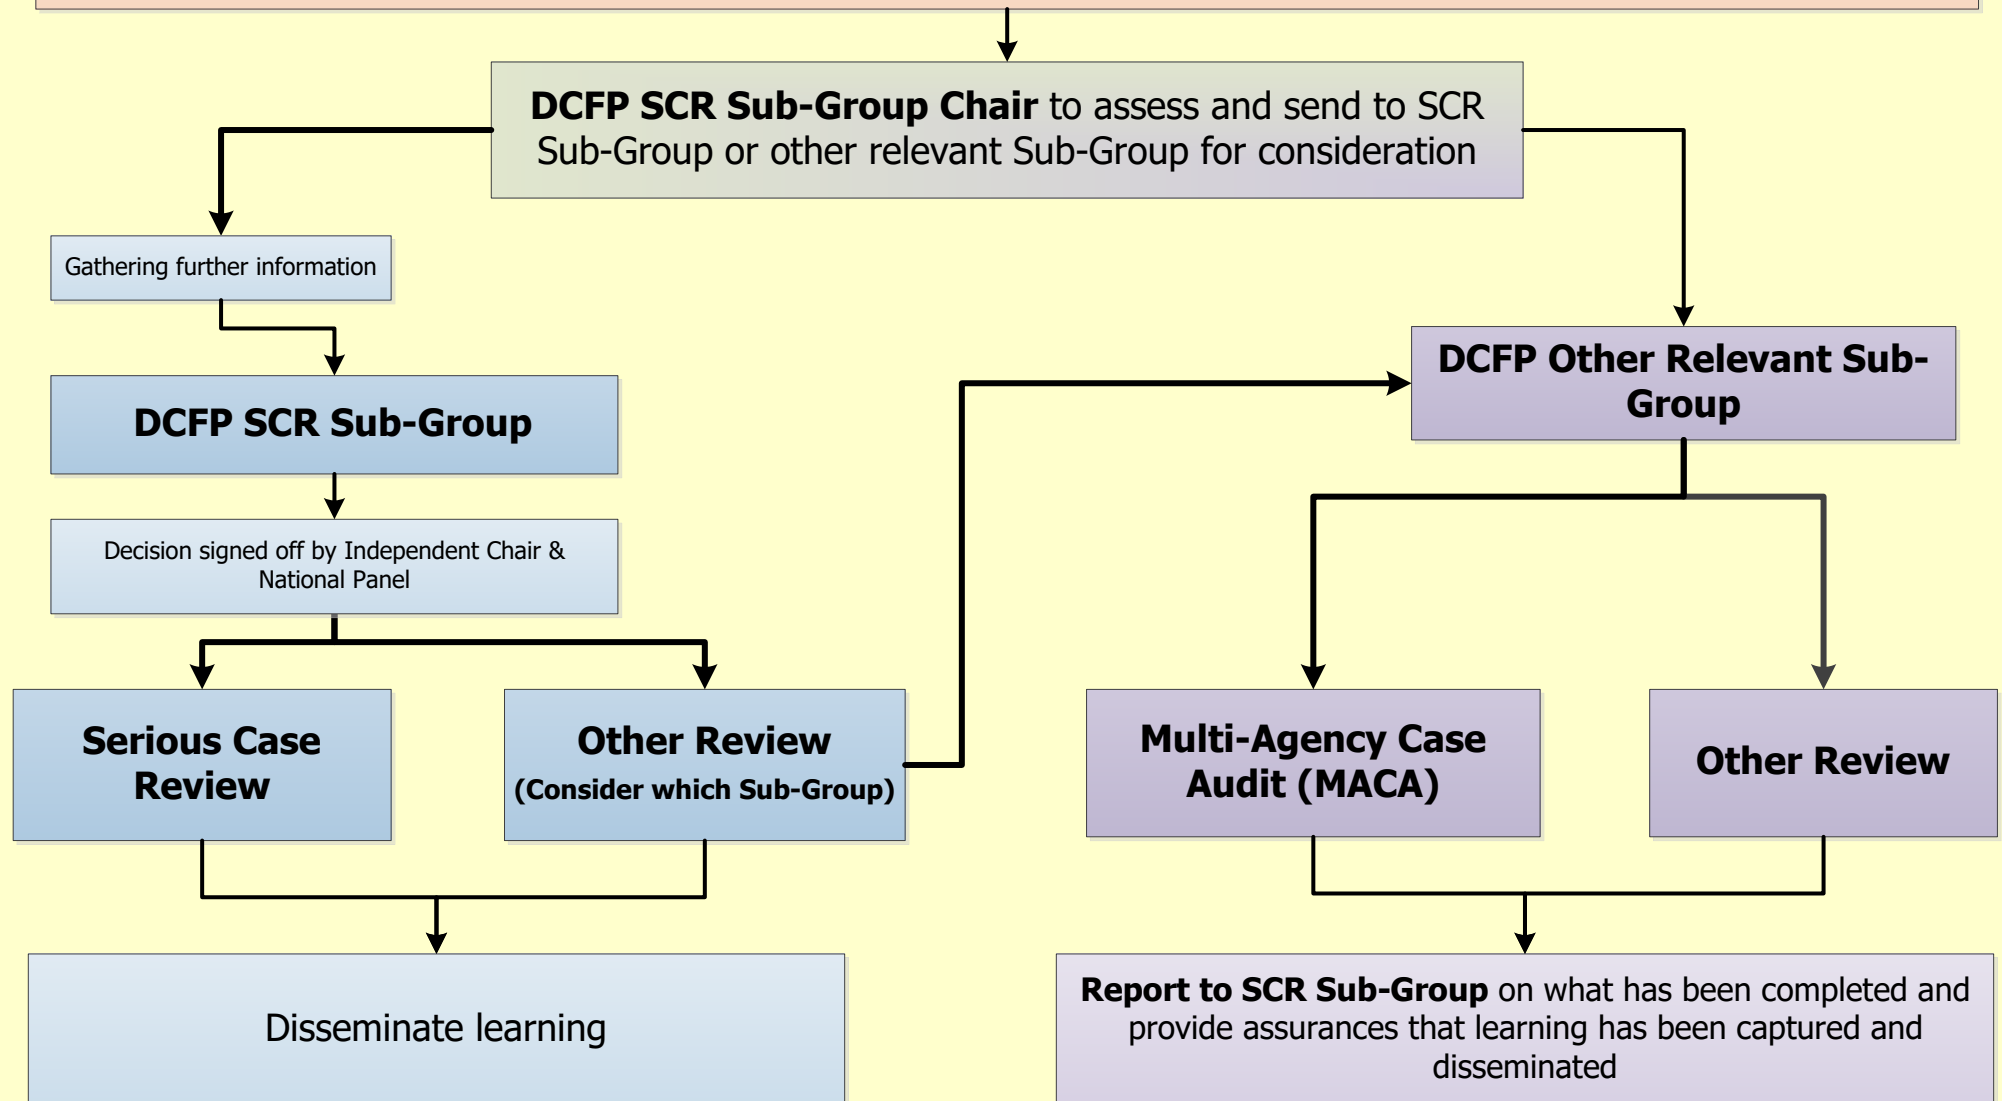 DCFP SCR Sub-Group Chair to assess and send to SCR
Sub-Group or other relevant Sub-Group for consideration
Gathering further information
DCFP Other Relevant Sub-
Group
DCFP SCR Sub-Group
Decision signed off by Independent Chair &
National Panel
Serious Case
Review
Other Review
(Consider which Sub-Group)
Multi-Agency Case
Audit (MACA)
Other Review
Disseminate learning
Report to SCR Sub-Group on what has been completed and
provide assurances that learning has been captured and
disseminated